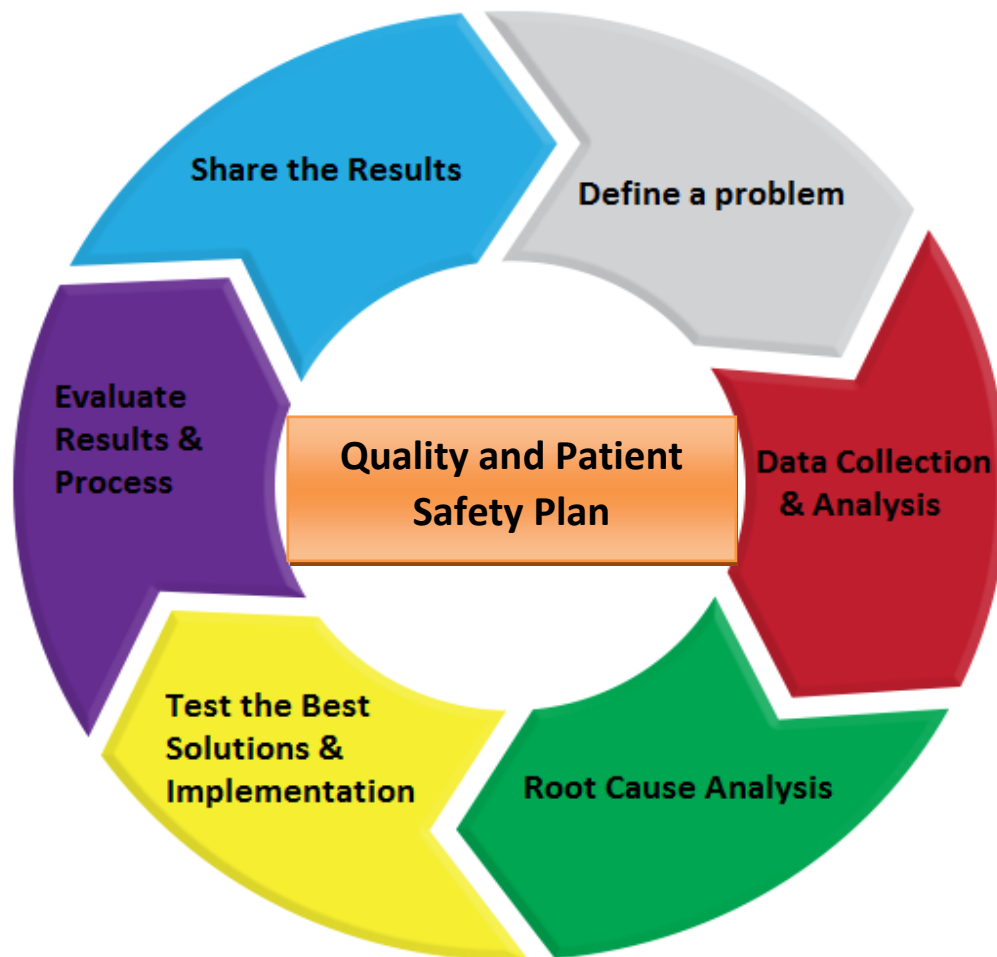 Share the Results
Define a problem
Data Collection
& Analysis
Root Cause Analysis
Test the Best
Solutions &
Implementation
Evaluate
Results &
Process
Quality and Patient
Safety Plan